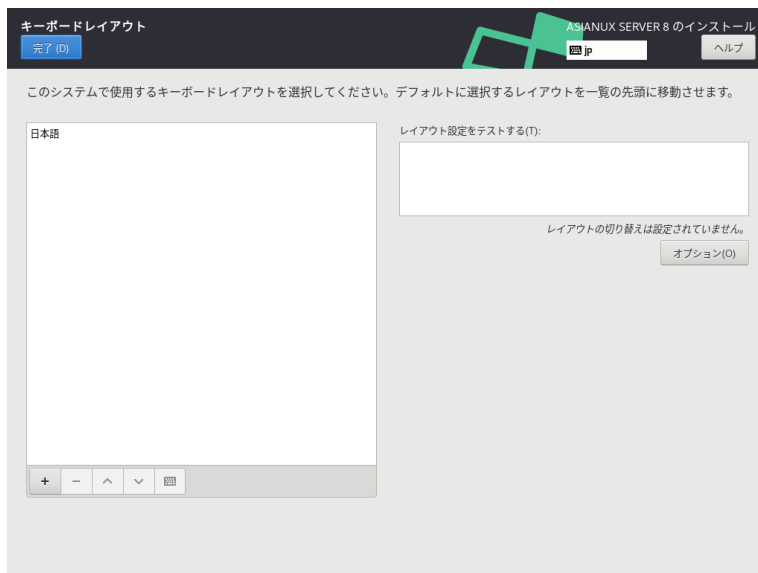 キーボードレイアウト
ASIANUX SERVER 8 のインストール
完了 (D)
jp
ヘルプ
このシステムで使用するキーボードレイアウトを選択してください。デフォルトに選択するレイアウトを一覧の先頭に移動させます。
日本語
レイアウト設定をテストする(T):
レイアウトの切り替えは設定されていません。
オプション(O)